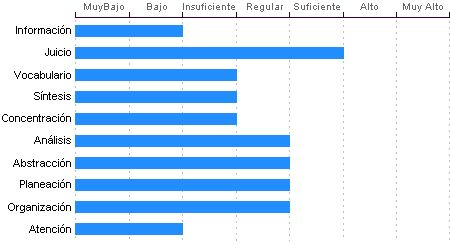 MuyBajo Bajo Insuficiente Regular Suficiente Alto Muy Alto
Información
Juicio
Vocabulario
Síntesis
Concentración
Análisis
Abstracción
Planeación
Organización
Atención